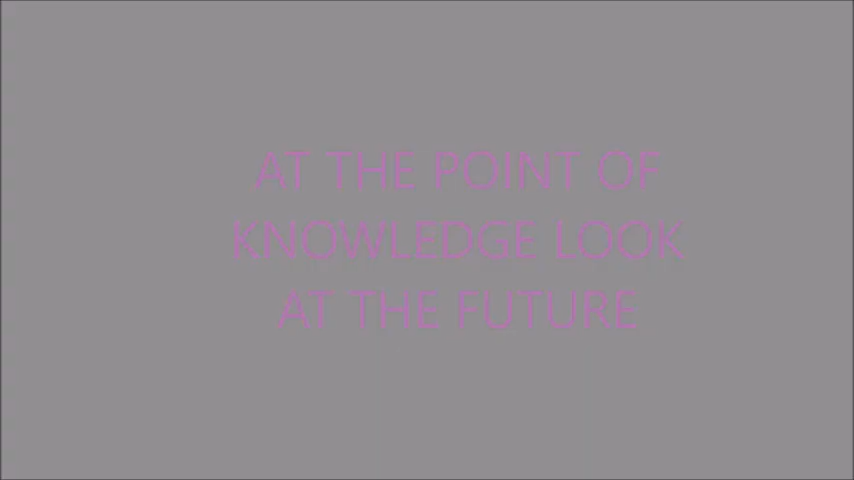 AT THE POINT OF
KNOWLEDGE LOOK
AT THE FUTURE